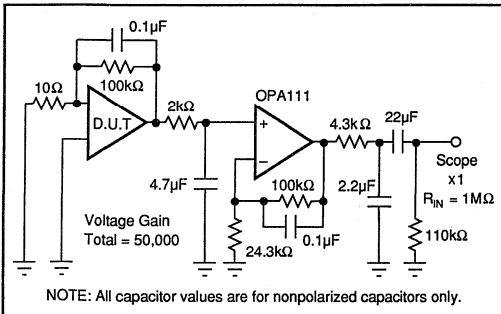 0.1µF
100kΩ
10Ω
D.U.T
2kΩ
4.7µF
OPA111
+
−
100kΩ
0.1µF
24.3kΩ
4.3kΩ
22µF
2.2µF
Scope
x1
RIN = 1MΩ
110kΩ
Voltage Gain
Total = 50,000
NOTE: All capacitor values are for nonpolarized capacitors only.